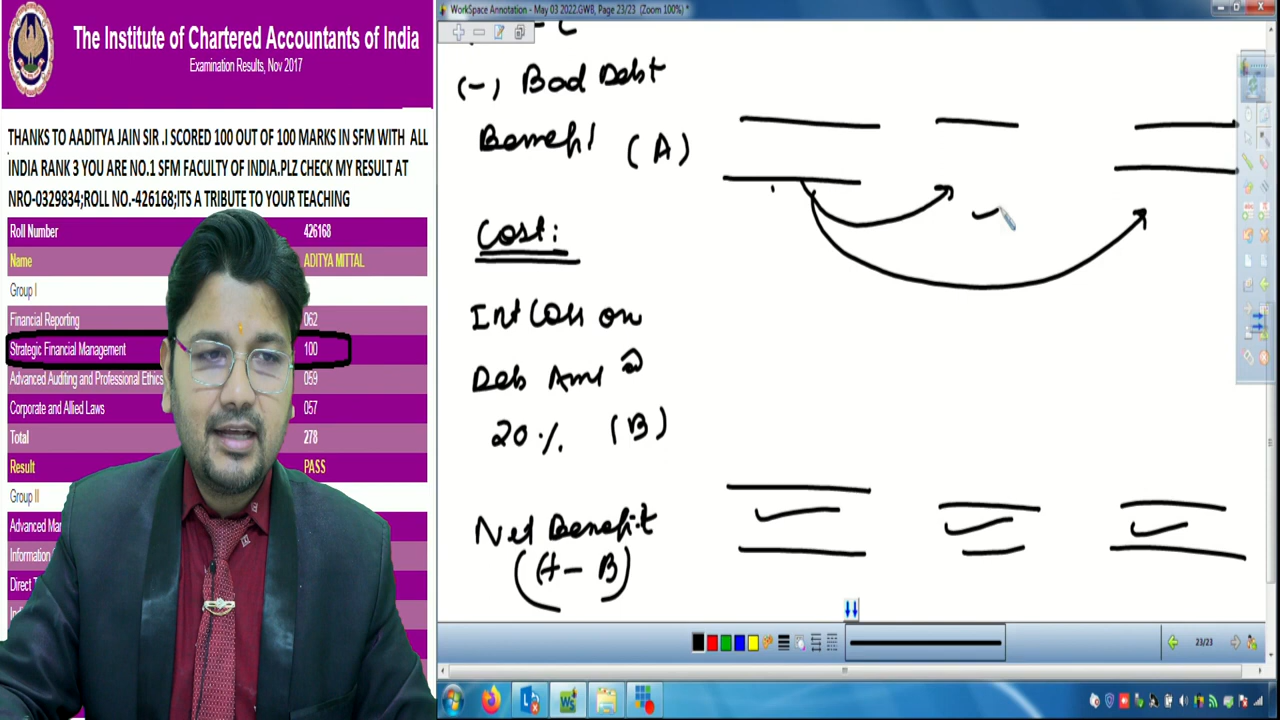 The Institute of Chartered Accountants of India
Examination Results, Nov 2017
THANKS TO AADITYA JAIN SIR .I SCORED 100 OUT OF 100 MARKS IN SFM WITH ALL
INDIA RANK 3 YOU ARE NO.1 SFM FACULTY OF INDIA.PLZ CHECK MY RESULT AT
NRO-0329834;ROLL NO.-426168;ITS A TRIBUTE TO YOUR TEACHING
Roll Number 426168
Name ADITYA MITTAL
Group I
Financial Reporting 062
Strategic Financial Management 100
Advanced Auditing and Professional Ethics 059
Corporate and Allied Laws 057
Total 278
Result PASS
Group II
Advanced Ma
Information
Direct T
WorkSpace Annotation - May 03 2022.GWB, Page 23/23 (Zoom 100%) *
(-) Bad Debt
Benefit (A)
Cost:
Int Cost on
Deb Amt @
20% (B)
Net Benefit
(A - B)
23/23